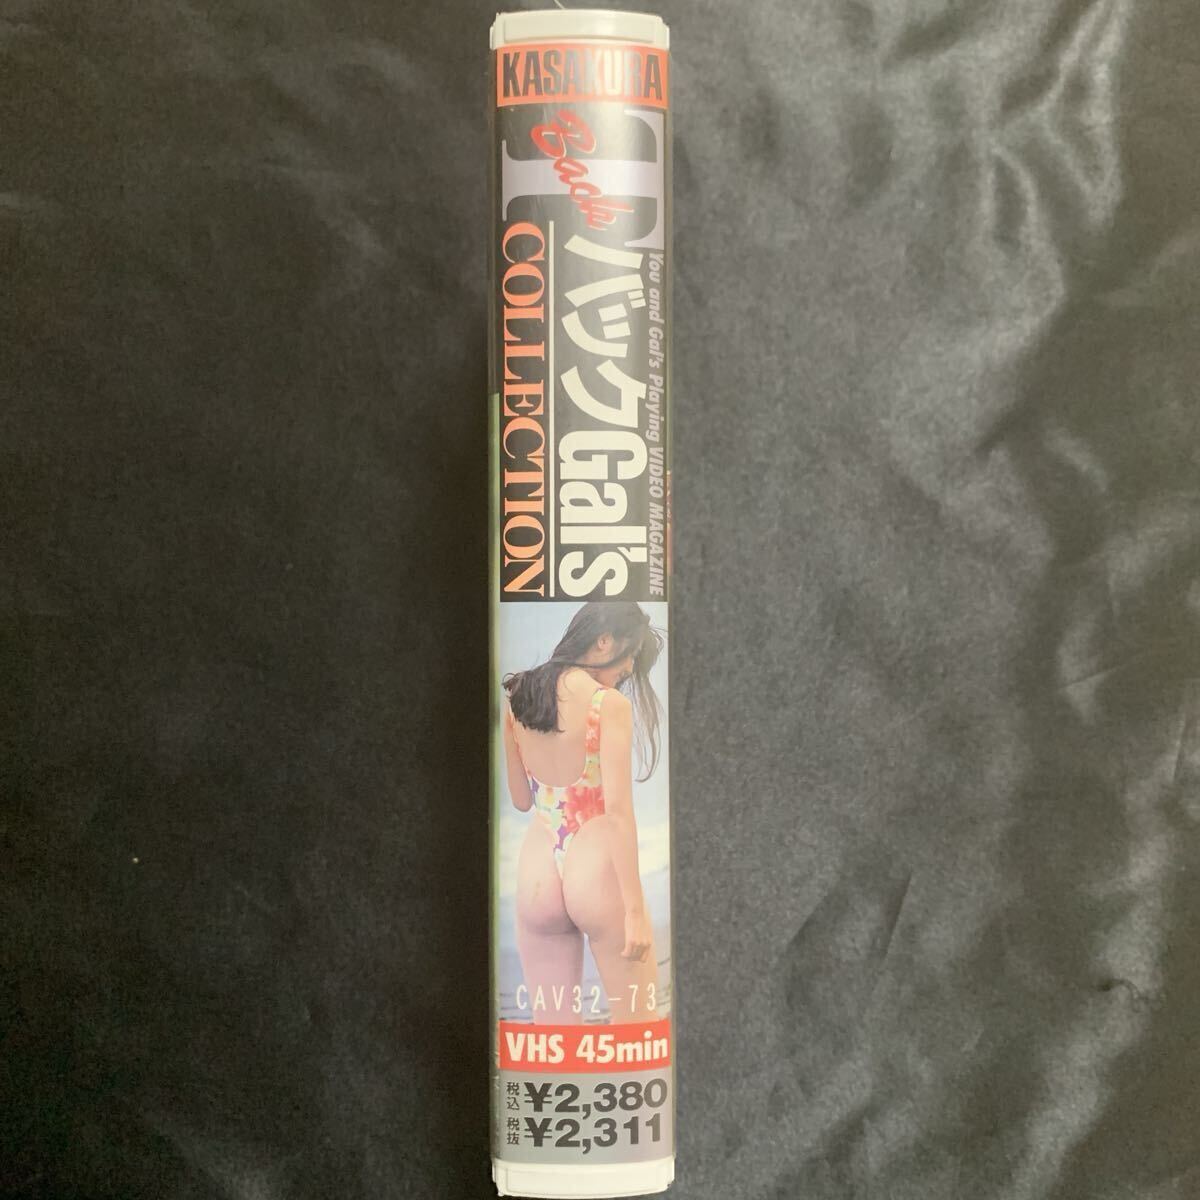 KASAKURA
T Back
TバックGal's
COLLECTION
You and Gal's Playing VIDEO MAGAZINE
CAV32-73
VHS 45min
税込 ¥2,380
税抜 ¥2,311